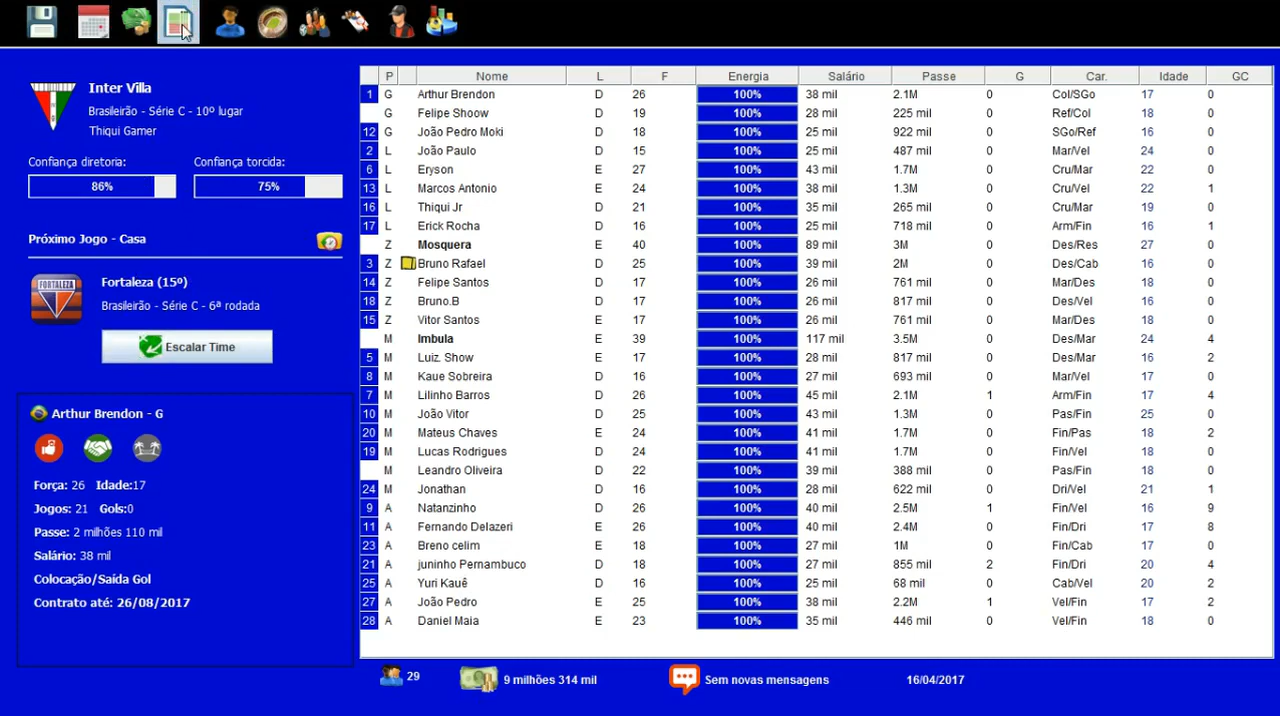 Inter Villa
Brasileirão - Série C - 10º lugar
Thiqui Gamer
Confiança diretoria: Confiança torcida:
86% 75%
Próximo Jogo - Casa
FORTALEZA
Fortaleza (15º)
Brasileirão - Série C - 6ª rodada
Escalar Time
Arthur Brendon - G
Força: 26 Idade:17
Jogos: 21 Gols:0
Passe: 2 milhões 110 mil
Salário: 38 mil
Colocação/Saída Gol
Contrato até: 26/08/2017
P Nome L F Energia Salário Passe G Car. Idade GC
1 G Arthur Brendon D 26 100% 38 mil 2.1M 0 Col/SGo 17 0
G Felipe Shoow D 19 100% 28 mil 225 mil 0 Ref/Col 18 0
12 G João Pedro Moki D 18 100% 25 mil 922 mil 0 SGo/Ref 16 0
2 L João Paulo D 15 100% 25 mil 487 mil 0 Mar/Vel 24 0
6 L Eryson E 27 100% 43 mil 1.7M 0 Cru/Mar 22 0
13 L Marcos Antonio E 24 100% 38 mil 1.3M 0 Cru/Vel 22 1
16 L Thiqui Jr D 21 100% 35 mil 265 mil 0 Cru/Mar 19 0
17 L Erick Rocha D 16 100% 25 mil 718 mil 0 Arm/Fin 16 1
Z Mosquera E 40 100% 89 mil 3M 0 Des/Res 27 0
3 Z Bruno Rafael D 25 100% 39 mil 2M 0 Des/Cab 16 0
14 Z Felipe Santos D 17 100% 26 mil 761 mil 0 Mar/Des 18 0
18 Z Bruno.B D 17 100% 26 mil 817 mil 0 Des/Vel 16 0
15 Z Vitor Santos E 17 100% 26 mil 761 mil 0 Mar/Des 18 0
M Imbula E 39 100% 117 mil 3.5M 0 Des/Mar 24 4
5 M Luiz. Show E 17 100% 28 mil 817 mil 0 Des/Mar 16 2
8 M Kaue Sobreira D 16 100% 27 mil 693 mil 0 Mar/Vel 17 0
7 M Lilinho Barros D 26 100% 45 mil 2.1M 1 Arm/Fin 17 4
10 M João Vitor D 25 100% 43 mil 1.3M 0 Pas/Fin 25 0
20 M Mateus Chaves E 24 100% 41 mil 1.7M 0 Fin/Pas 18 2
19 M Lucas Rodrigues D 24 100% 41 mil 1.7M 0 Fin/Vel 18 0
M Leandro Oliveira D 22 100% 39 mil 388 mil 0 Pas/Fin 18 0
24 M Jonathan D 16 100% 28 mil 622 mil 0 Dri/Vel 21 1
9 A Natanzinho D 26 100% 40 mil 2.5M 1 Fin/Vel 16 9
11 A Fernando Delazeri E 26 100% 40 mil 2.4M 0 Fin/Dri 17 8
23 A Breno celim E 18 100% 27 mil 1M 0 Fin/Cab 17 0
21 A juninho Pernambuco D 18 100% 27 mil 855 mil 2 Fin/Dri 20 4
25 A Yuri Kauê D 16 100% 25 mil 68 mil 0 Cab/Vel 20 2
27 A João Pedro E 25 100% 38 mil 2.2M 1 Vel/Fin 17 2
28 A Daniel Maia E 23 100% 35 mil 446 mil 0 Vel/Fin 18 0
29 9 milhões 314 mil Sem novas mensagens 16/04/2017